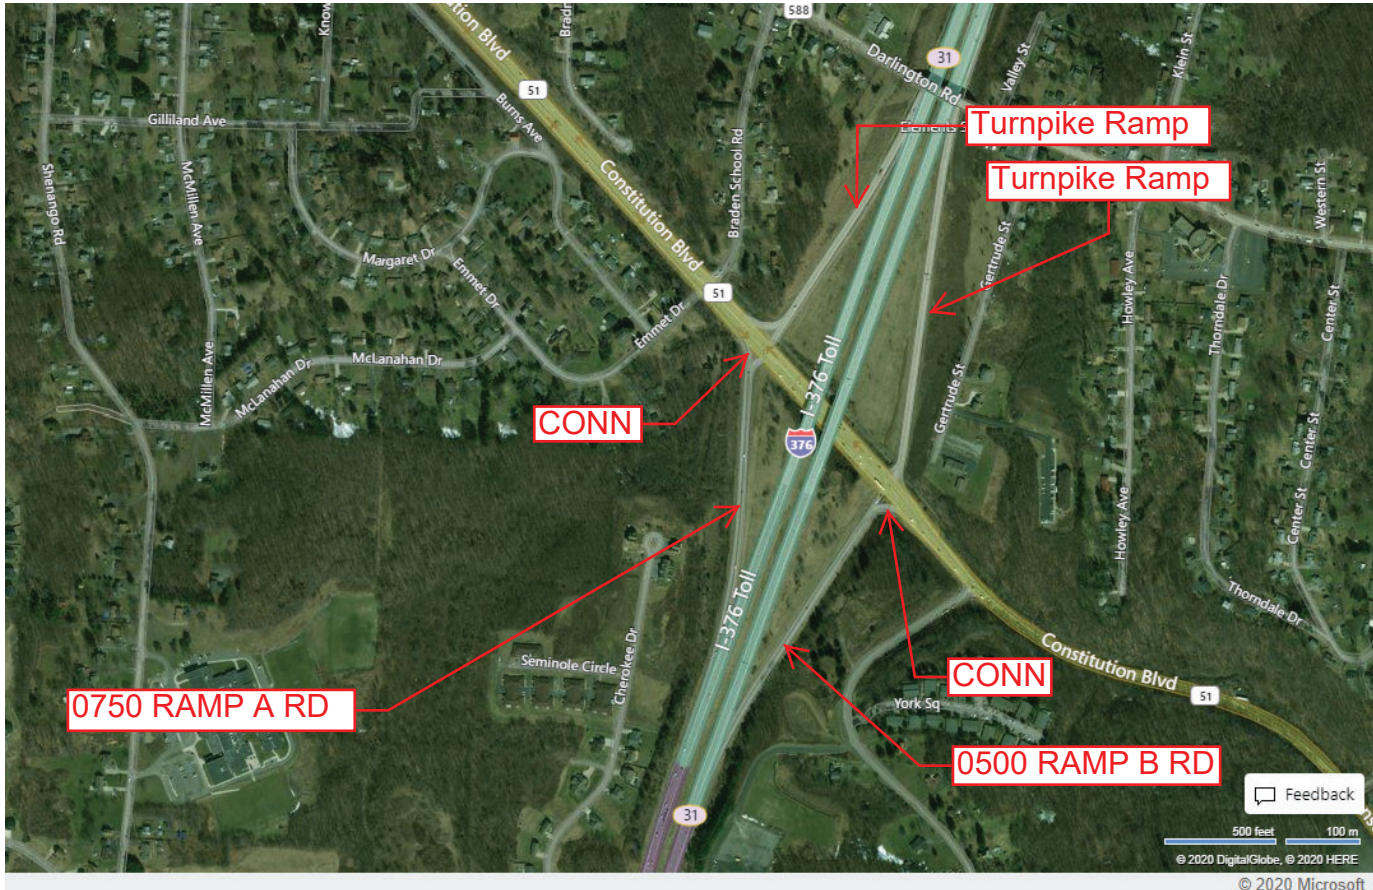 588
Constitution Blvd
51
31
Darlington Rd
Valley St
Klein St
Gilliland Ave
Burns Ave
Turnpike Ramp
Turnpike Ramp
Shenango Rd
McMillen Ave
Constitution Blvd
Braden School Rd
Western St
Margaret Dr
Emmet Dr
51
Gertrude St
Howley Ave
Thorndale Dr
Center St
Emmet Dr
McLanahan Dr
McLanahan Dr
McMillen Ave
I-376 Toll
Gertrude St
CONN
376
Center St
Howley Ave
Center St
I-376 Toll
Thorndale Dr
Seminole Circle
Cherokee Dr
Constitution Blvd
51
CONN
York Sq
0750 RAMP A RD
0500 RAMP B RD
31
Feedback
500 feet
100 m
© 2020 DigitalGlobe, © 2020 HERE
© 2020 Microsoft